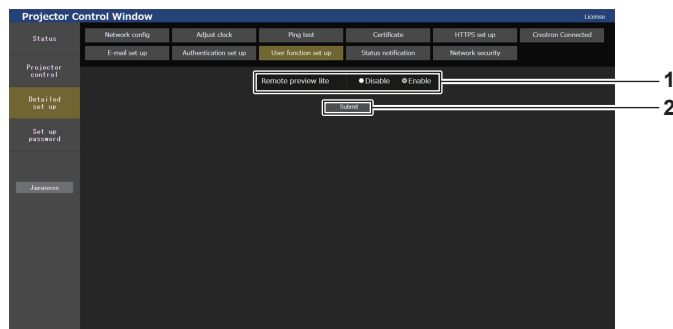 Projector Control Window
License
Status
Network config
Adjust clock
Ping test
Certificate
HTTPS set up
Crestron Connected
E-mail set up
Authentication set up
User function set up
Status notification
Network security
Projector
control
Remote preview lite
Disable
Enable
1
Detailed
set up
Submit
2
Set up
password
Japanese